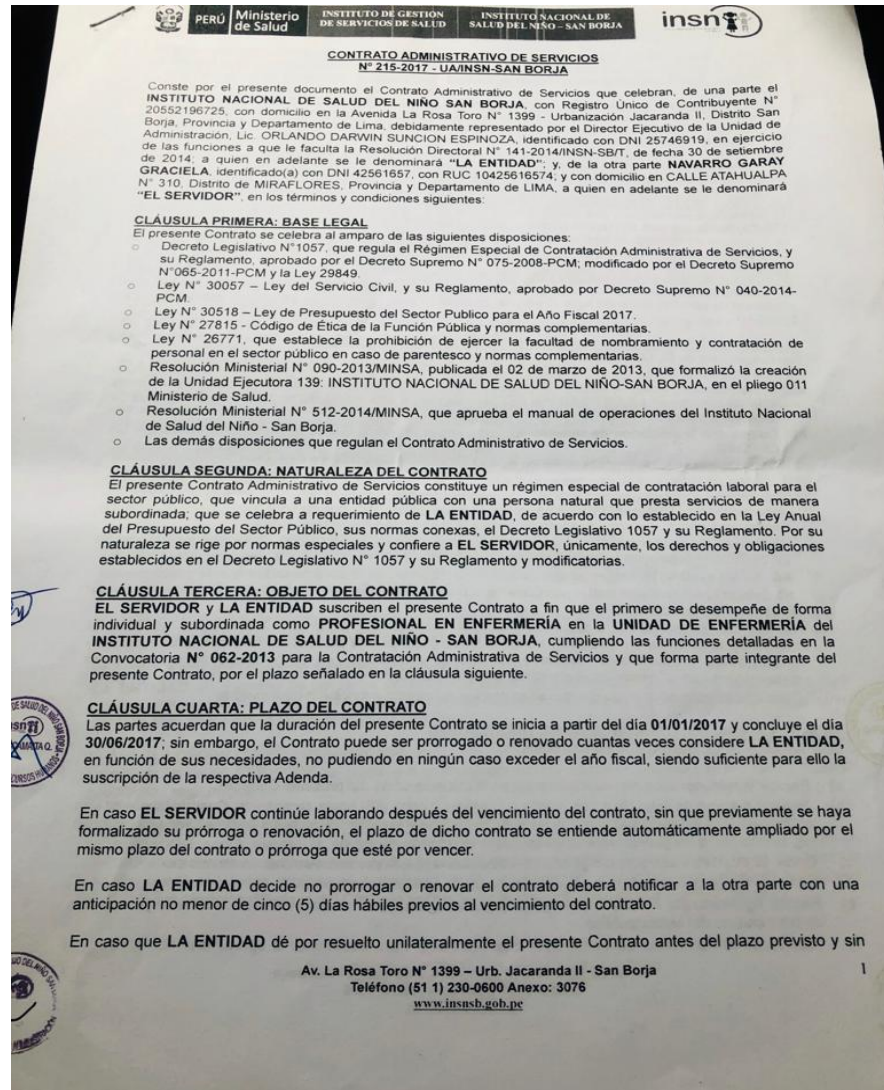 PERÚ Ministerio de Salud
INSTITUTO DE GESTIÓN DE SERVICIOS DE SALUD
INSTITUTO NACIONAL DE SALUD DEL NIÑO - SAN BORJA
insn
CONTRATO ADMINISTRATIVO DE SERVICIOS
N° 215-2017 - UA/INSN-SAN BORJA
Conste por el presente documento el Contrato Administrativo de Servicios que celebran, de una parte el
INSTITUTO NACIONAL DE SALUD DEL NIÑO SAN BORJA, con Registro Único de Contribuyente N°
20552196725, con domicilio en la Avenida La Rosa Toro N° 1399 - Urbanización Jacaranda II, Distrito San
Borja, Provincia y Departamento de Lima, debidamente representado por el Director Ejecutivo de la Unidad de
Administración, Lic. ORLANDO DARWIN SUNCION ESPINOZA, identificado con DNI 25746919, en ejercicio
de las funciones a que le faculta la Resolución Directoral N° 141-2014/INSN-SB/T, de fecha 30 de setiembre
de 2014; a quien en adelante se le denominará "LA ENTIDAD"; y, de la otra parte NAVARRO GARAY
GRACIELA, identificado(a) con DNI 42561657, con RUC 10425616574; y con domicilio en CALLE ATAHUALPA
N° 310, Distrito de MIRAFLORES, Provincia y Departamento de LIMA, a quien en adelante se le denominará
"EL SERVIDOR", en los términos y condiciones siguientes:
CLÁUSULA PRIMERA: BASE LEGAL
El presente Contrato se celebra al amparo de las siguientes disposiciones:
○ Decreto Legislativo N°1057, que regula el Régimen Especial de Contratación Administrativa de Servicios, y
su Reglamento, aprobado por el Decreto Supremo N° 075-2008-PCM; modificado por el Decreto Supremo
N°065-2011-PCM y la Ley 29849.
○ Ley N° 30057 – Ley del Servicio Civil, y su Reglamento, aprobado por Decreto Supremo N° 040-2014-
PCM.
○ Ley N° 30518 – Ley de Presupuesto del Sector Publico para el Año Fiscal 2017.
○ Ley N° 27815 - Código de Ética de la Función Pública y normas complementarias.
○ Ley N° 26771, que establece la prohibición de ejercer la facultad de nombramiento y contratación de
personal en el sector público en caso de parentesco y normas complementarias.
○ Resolución Ministerial N° 090-2013/MINSA, publicada el 02 de marzo de 2013, que formalizó la creación
de la Unidad Ejecutora 139: INSTITUTO NACIONAL DE SALUD DEL NIÑO-SAN BORJA, en el pliego 011
Ministerio de Salud.
○ Resolución Ministerial N° 512-2014/MINSA, que aprueba el manual de operaciones del Instituto Nacional
de Salud del Niño - San Borja.
○ Las demás disposiciones que regulan el Contrato Administrativo de Servicios.
CLÁUSULA SEGUNDA: NATURALEZA DEL CONTRATO
El presente Contrato Administrativo de Servicios constituye un régimen especial de contratación laboral para el
sector público, que vincula a una entidad pública con una persona natural que presta servicios de manera
subordinada; que se celebra a requerimiento de LA ENTIDAD, de acuerdo con lo establecido en la Ley Anual
del Presupuesto del Sector Público, sus normas conexas, el Decreto Legislativo 1057 y su Reglamento. Por su
naturaleza se rige por normas especiales y confiere a EL SERVIDOR, únicamente, los derechos y obligaciones
establecidos en el Decreto Legislativo N° 1057 y su Reglamento y modificatorias.
CLÁUSULA TERCERA: OBJETO DEL CONTRATO
EL SERVIDOR y LA ENTIDAD suscriben el presente Contrato a fin que el primero se desempeñe de forma
individual y subordinada como PROFESIONAL EN ENFERMERÍA en la UNIDAD DE ENFERMERÍA del
INSTITUTO NACIONAL DE SALUD DEL NIÑO - SAN BORJA, cumpliendo las funciones detalladas en la
Convocatoria N° 062-2013 para la Contratación Administrativa de Servicios y que forma parte integrante del
presente Contrato, por el plazo señalado en la cláusula siguiente.
CLÁUSULA CUARTA: PLAZO DEL CONTRATO
Las partes acuerdan que la duración del presente Contrato se inicia a partir del día 01/01/2017 y concluye el día
30/06/2017; sin embargo, el Contrato puede ser prorrogado o renovado cuantas veces considere LA ENTIDAD,
en función de sus necesidades, no pudiendo en ningún caso exceder el año fiscal, siendo suficiente para ello la
suscripción de la respectiva Adenda.
En caso EL SERVIDOR continúe laborando después del vencimiento del contrato, sin que previamente se haya
formalizado su prórroga o renovación, el plazo de dicho contrato se entiende automáticamente ampliado por el
mismo plazo del contrato o prórroga que esté por vencer.
En caso LA ENTIDAD decide no prorrogar o renovar el contrato deberá notificar a la otra parte con una
anticipación no menor de cinco (5) días hábiles previos al vencimiento del contrato.
En caso que LA ENTIDAD dé por resuelto unilateralmente el presente Contrato antes del plazo previsto y sin
Av. La Rosa Toro N° 1399 – Urb. Jacaranda II - San Borja
Teléfono (51 1) 230-0600 Anexo: 3076
www.insnsb.gob.pe
1